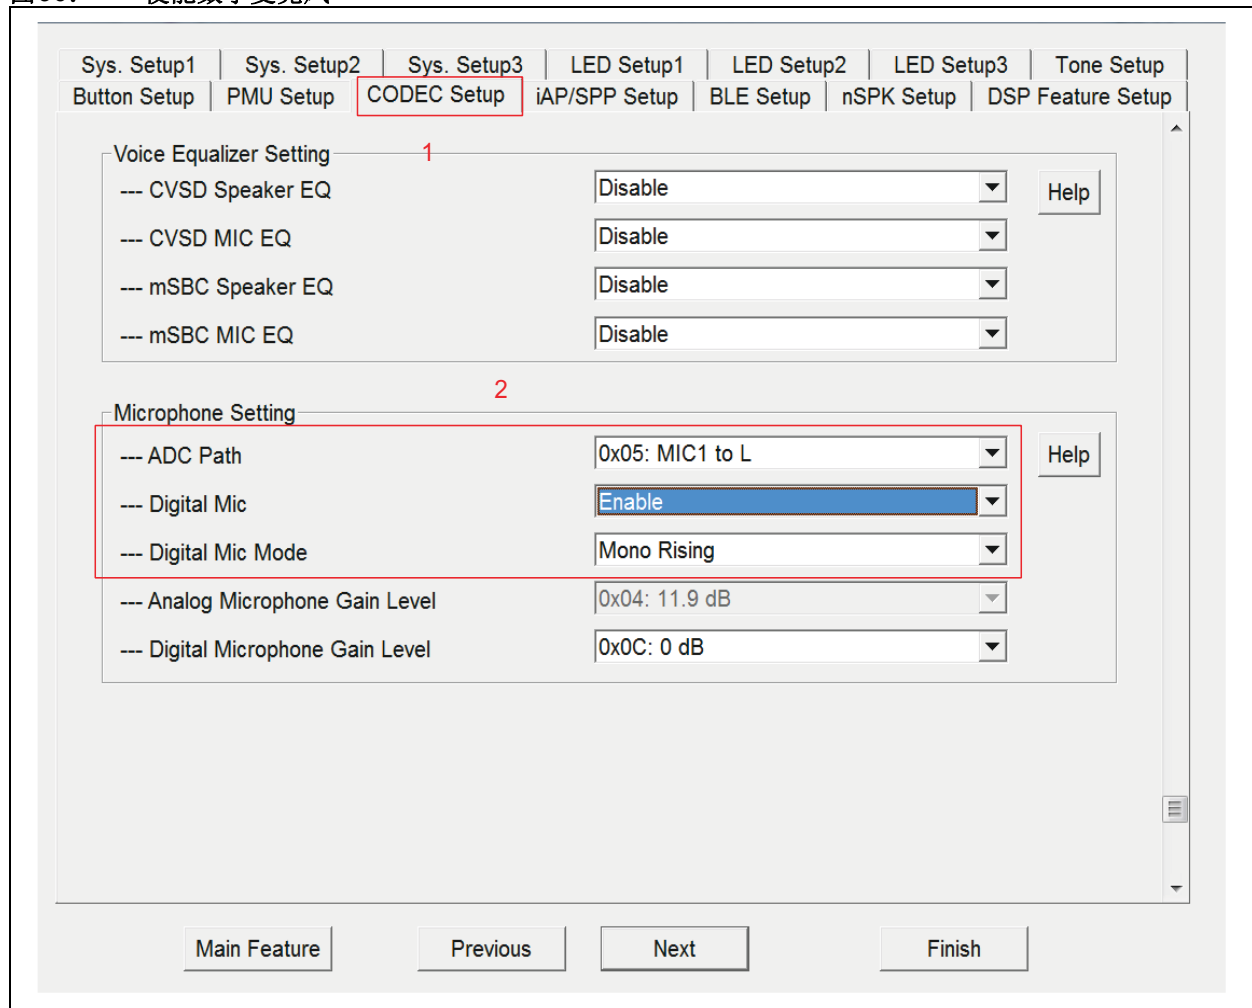 Sys. Setup1 Sys. Setup2 Sys. Setup3 LED Setup1 LED Setup2 LED Setup3 Tone Setup
Button Setup PMU Setup CODEC Setup iAP/SPP Setup BLE Setup nSPK Setup DSP Feature Setup
Voice Equalizer Setting 1
--- CVSD Speaker EQ Disable Help
--- CVSD MIC EQ Disable
--- mSBC Speaker EQ Disable
--- mSBC MIC EQ Disable
2
Microphone Setting
--- ADC Path 0x05: MIC1 to L Help
--- Digital Mic Enable
--- Digital Mic Mode Mono Rising
--- Analog Microphone Gain Level 0x04: 11.9 dB
--- Digital Microphone Gain Level 0x0C: 0 dB
Main Feature Previous Next Finish